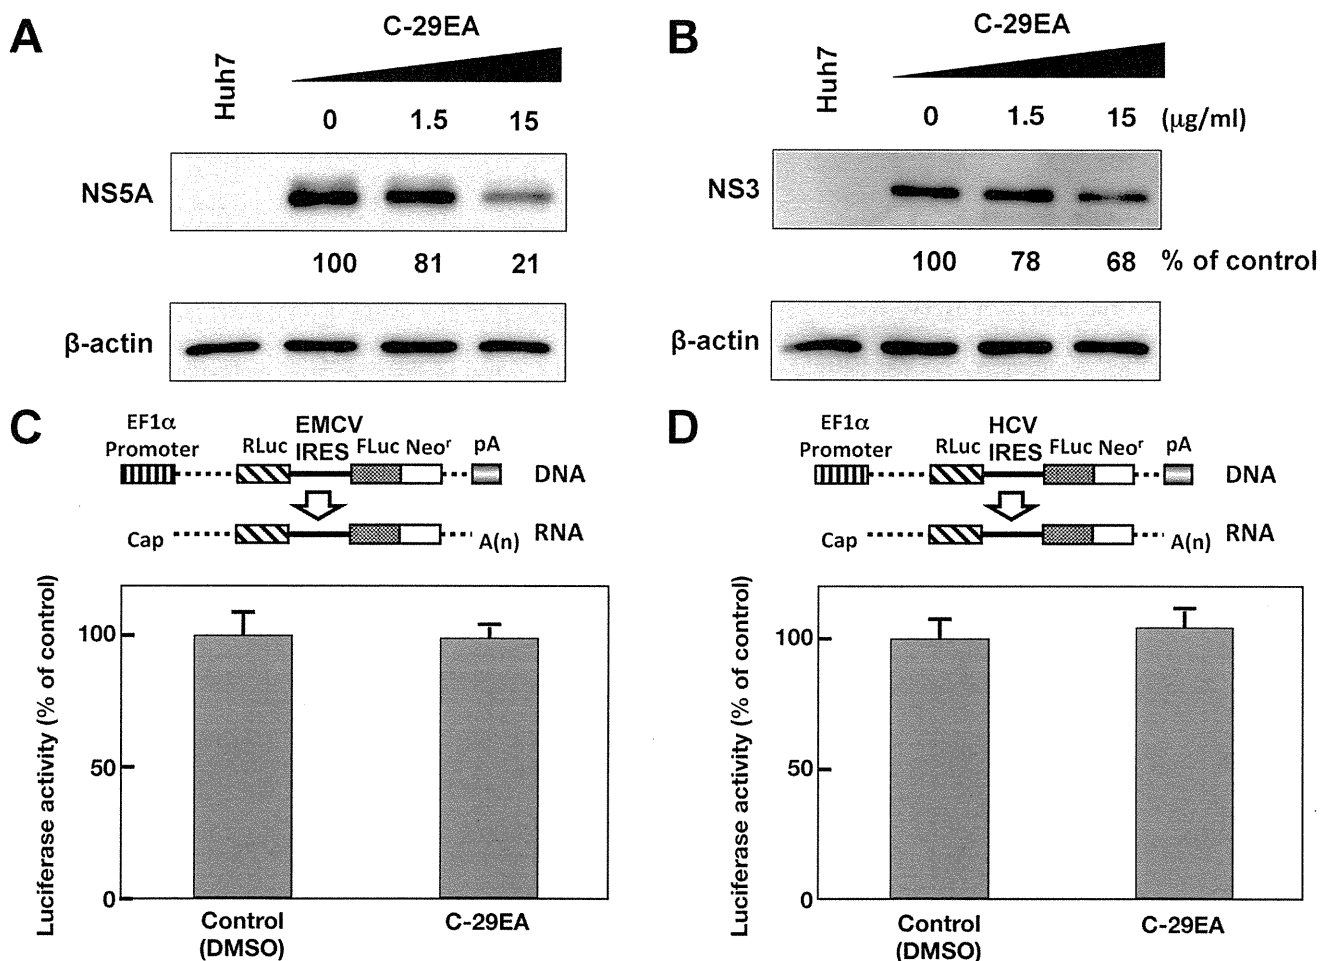 A
C-29EA
Huh7
0 1.5 15
NS5A
100 81 21
β-actin
B
C-29EA
Huh7
0 1.5 15 (μg/ml)
NS3
100 78 68 % of control
β-actin
C
EF1α
Promoter
RLuc
EMCV
IRES
FLuc Neoʳ
pA
DNA
Cap
A(n)
RNA
Luciferase activity (% of control)
100
50
0
Control
(DMSO)
C-29EA
D
EF1α
Promoter
RLuc
HCV
IRES
FLuc Neoʳ
pA
DNA
Cap
A(n)
RNA
Luciferase activity (% of control)
100
50
0
Control
(DMSO)
C-29EA